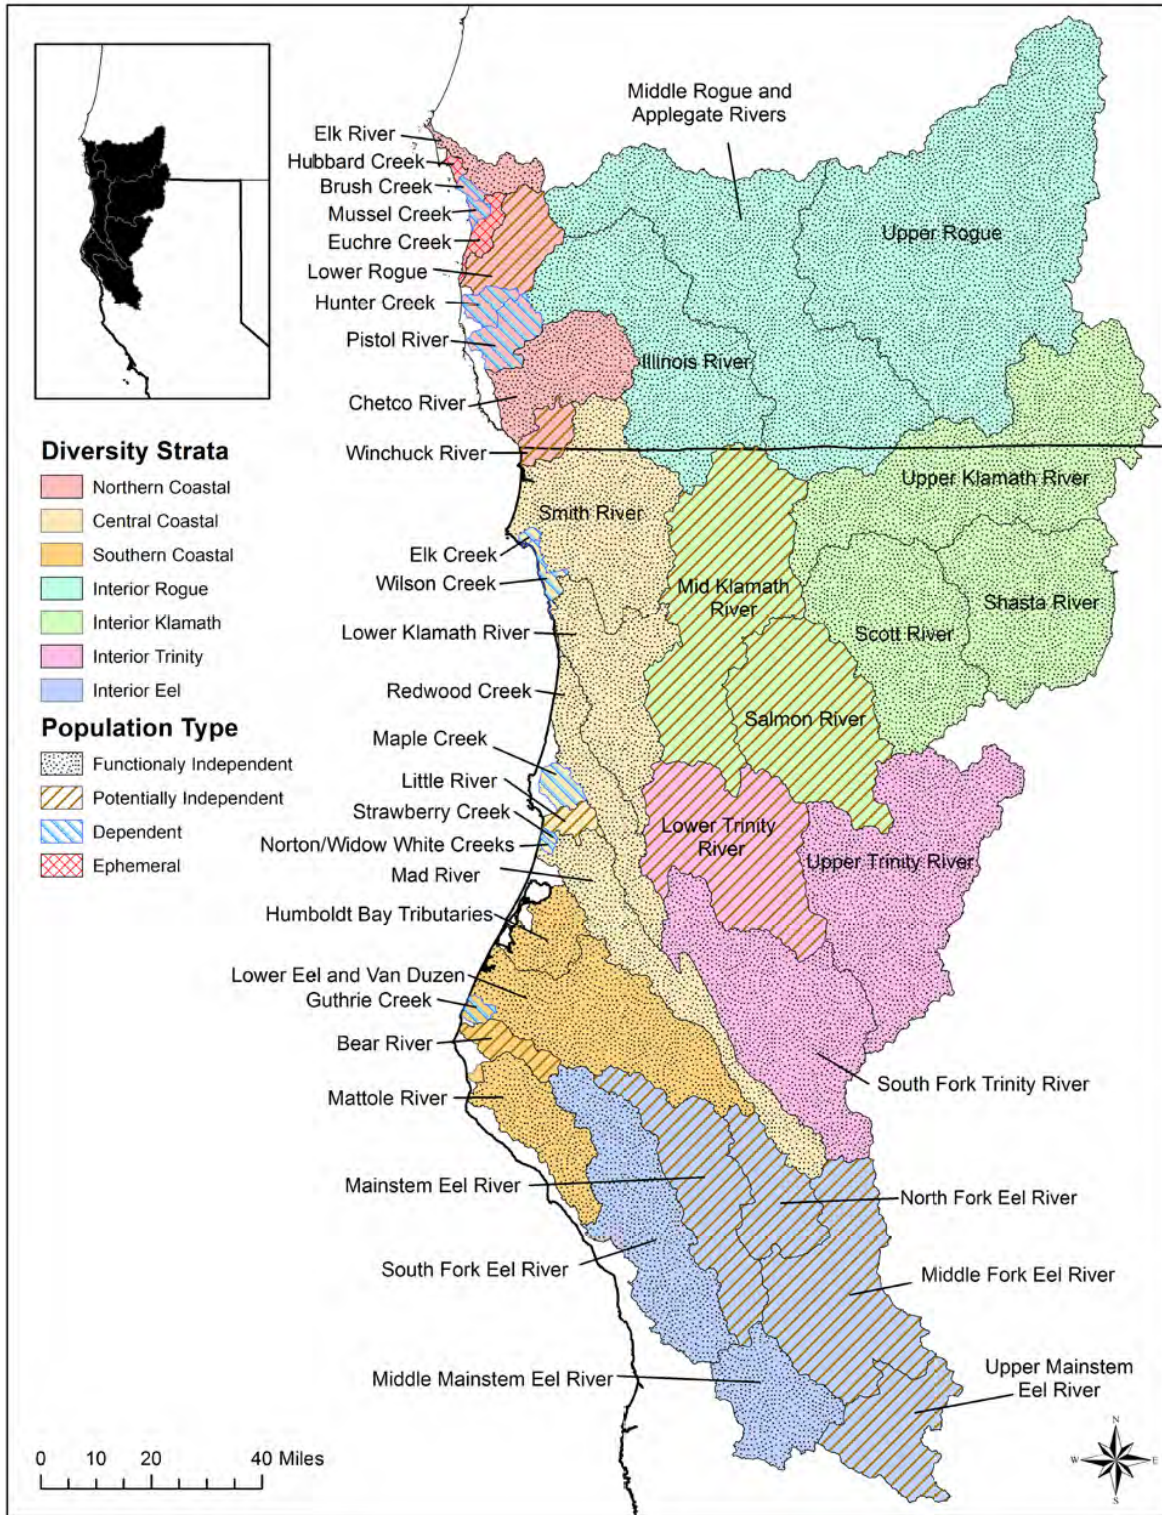 Middle Rogue and
Applegate Rivers
Elk River
Hubbard Creek
Brush Creek
Mussel Creek
Euchre Creek
Lower Rogue
Hunter Creek
Pistol River
Chetco River
Winchuck River
Upper Rogue
Illinois River
Upper Klamath River
Smith River
Elk Creek
Wilson Creek
Mid Klamath
River
Shasta River
Scott River
Lower Klamath River
Redwood Creek
Salmon River
Maple Creek
Little River
Strawberry Creek
Norton/Widow White Creeks
Mad River
Lower Trinity
River
Upper Trinity River
Humboldt Bay Tributaries
Lower Eel and Van Duzen
Guthrie Creek
Bear River
Mattole River
South Fork Trinity River
Mainstem Eel River
North Fork Eel River
South Fork Eel River
Middle Fork Eel River
Middle Mainstem Eel River
Upper Mainstem
Eel River
Diversity Strata
Northern Coastal
Central Coastal
Southern Coastal
Interior Rogue
Interior Klamath
Interior Trinity
Interior Eel
Population Type
Functionaly Independent
Potentially Independent
Dependent
Ephemeral
0 10 20 40 Miles
N
W E
S